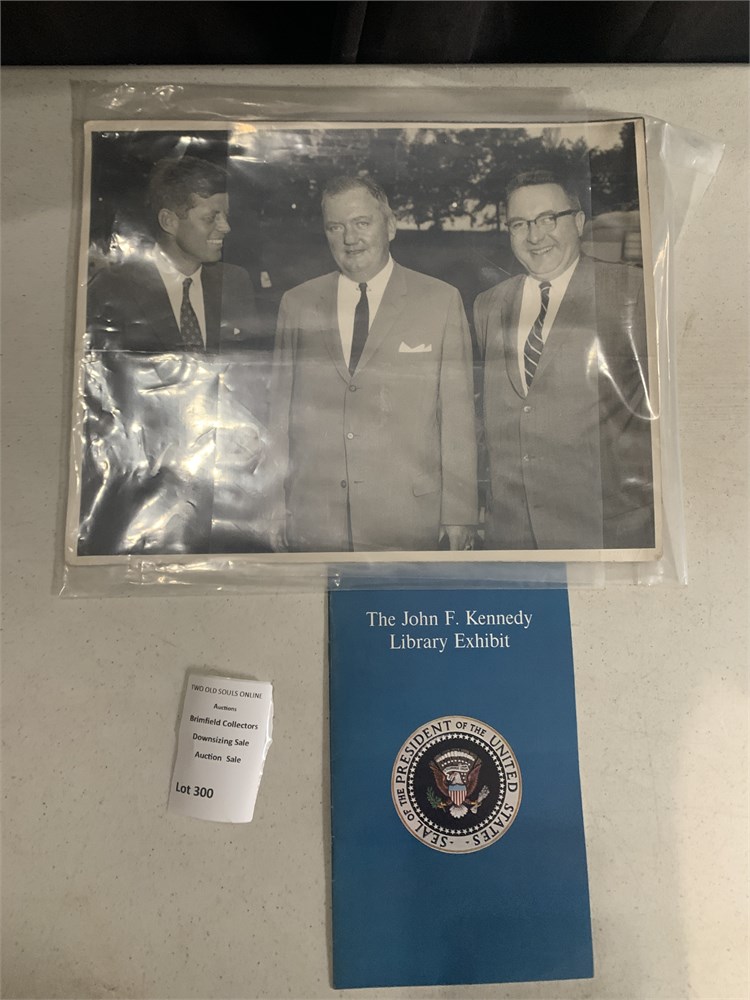 The John F. Kennedy
Library Exhibit
SEAL OF THE PRESIDENT OF THE UNITED STATES
TWO OLD SOULS ONLINE
Auctions
Brimfield Collectors
Downsizing Sale
Auction Sale
Lot 300